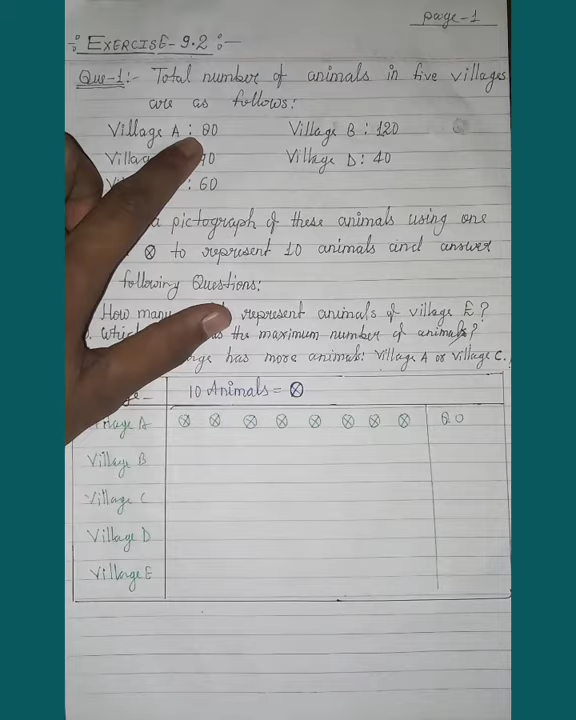 page-1
÷ EXERCISE-9.2 :-
Que-1:- Total number of animals in five villages
are as follows:
Village A : 80 Village B : 120
90 Village D : 40
: 60
a pictograph of these animals using one
⊗ to represent 10 animals and answer
following Questions:
How many represent animals of village E?
the maximum number of animals?
has more animal: Village A or Village C.
10 Animals = ⊗
Village A ⊗ ⊗ ⊗ ⊗ ⊗ ⊗ ⊗ ⊗ 80
Village B
Village C
Village D
Village E